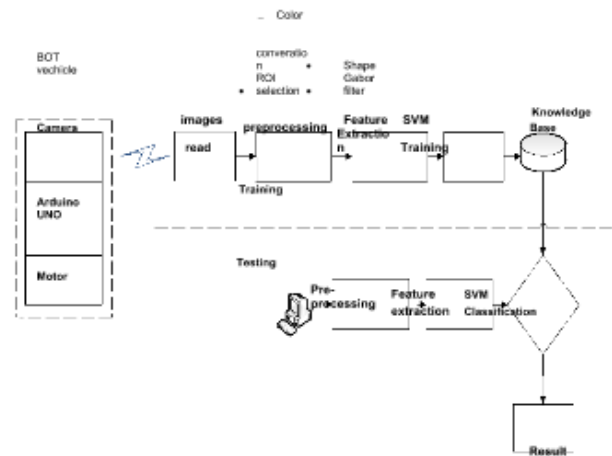 Color
BOT
vechicle
converatio
n
ROI
selection
Shape
Gabor
filter
Camera
Arduino
UNO
Motor
images
read
preprocessing
Feature
Extractio
n
SVM
Training
Knowledge
Base
Training
Testing
Pre-
processing
Feature
extraction
SVM
Classification
Result